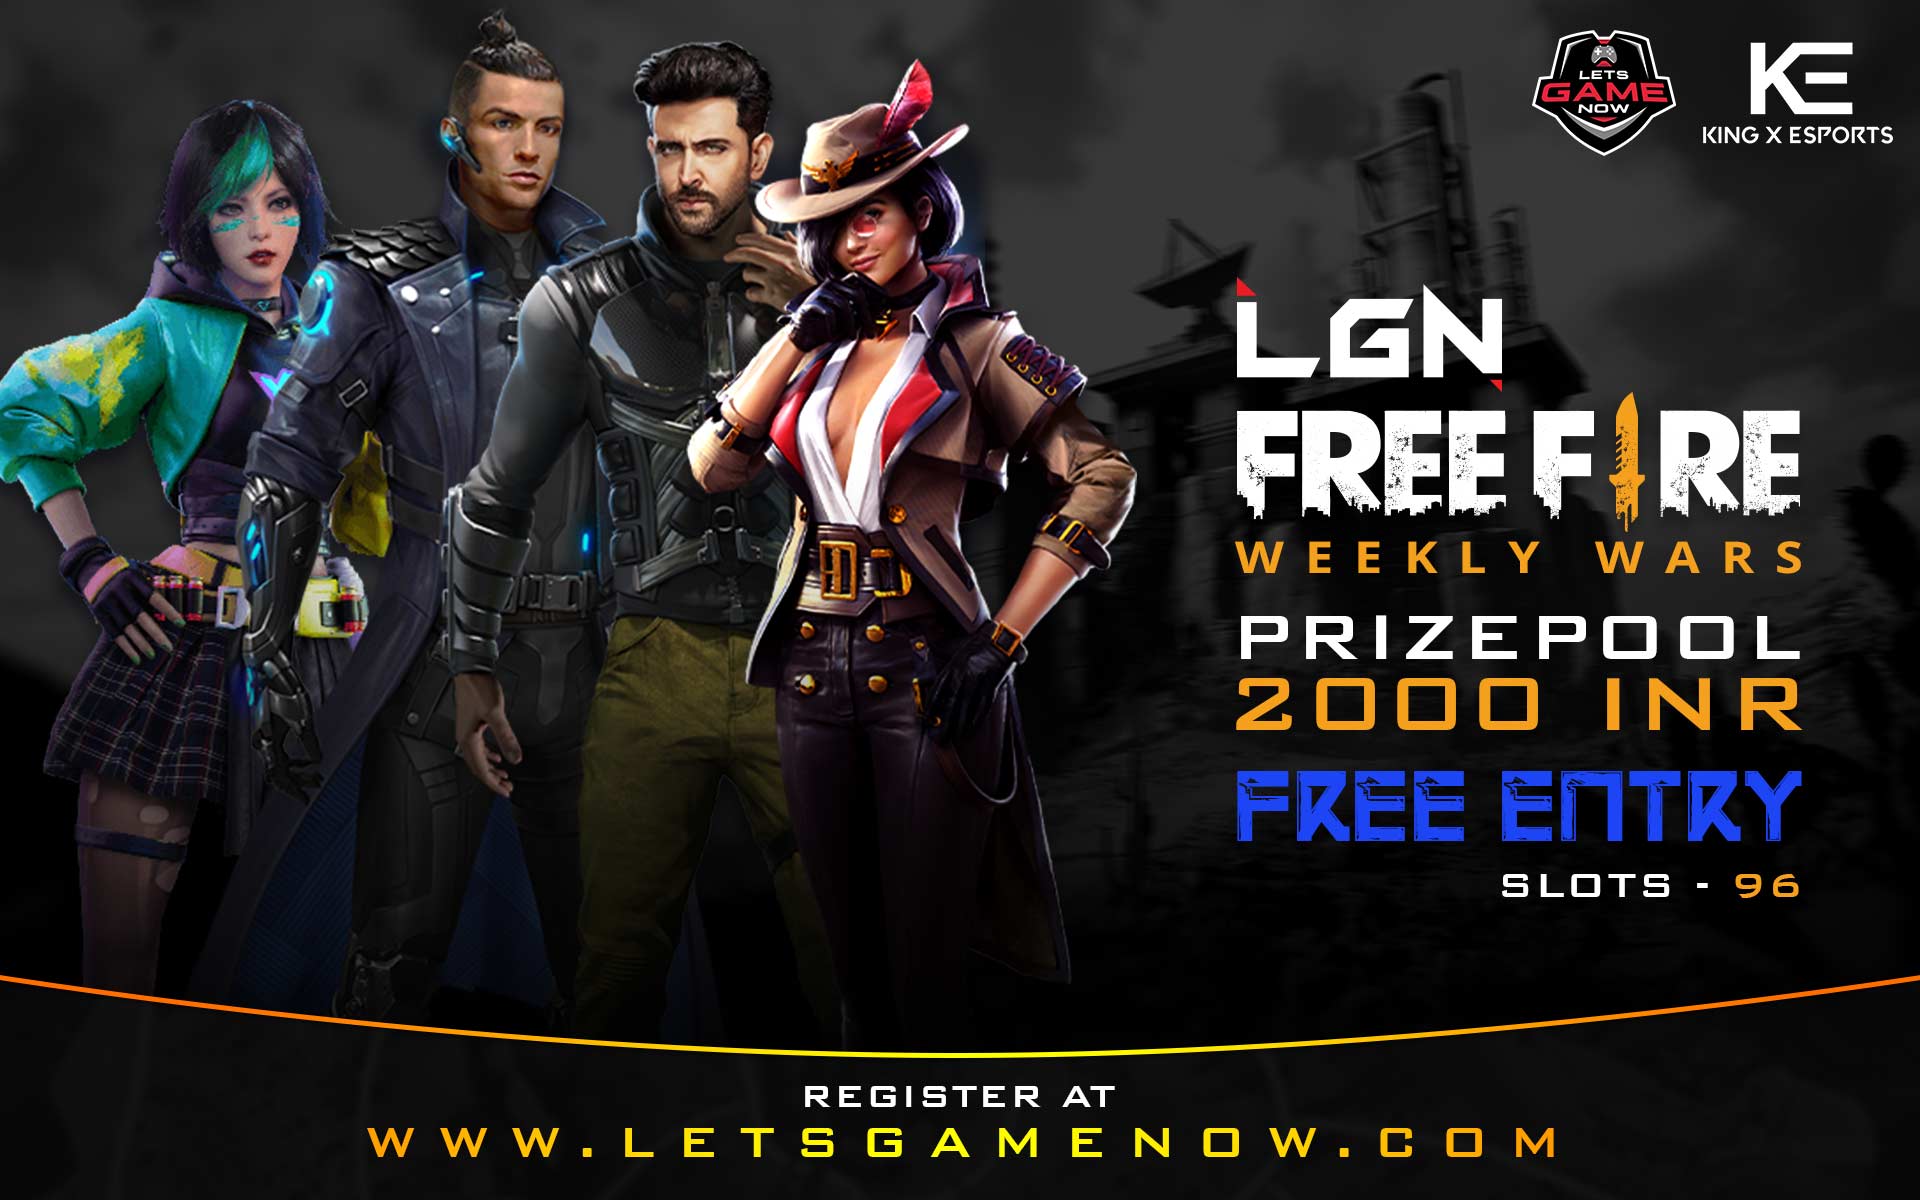 LETS
GAME
NOW
KE
KING X ESPORTS
LGN
FREE FIRE
WEEKLY WARS
PRIZEPOOL
2000 INR
FREE ENTRY
SLOTS - 96
REGISTER AT
WWW.LETSGAMENOW.COM